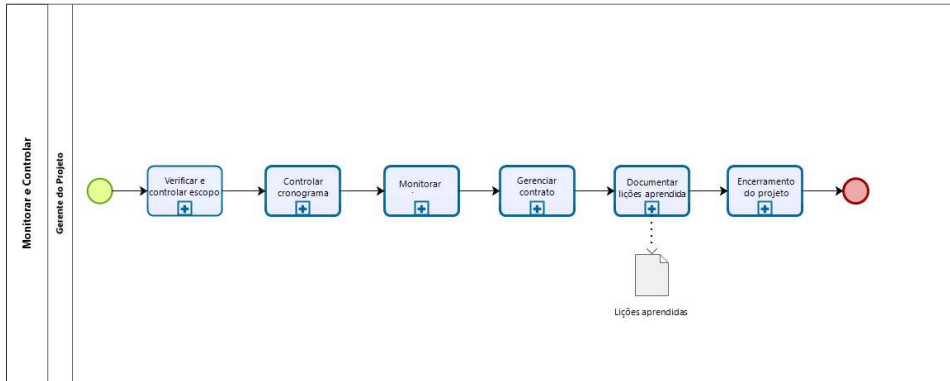 Monitorar e Controlar
Gerente do Projeto
Verificar e
controlar escopo
Controlar
cronograma
Monitorar
Gerenciar
contrato
Documentar
lições aprendida
Encerramento
do projeto
Lições aprendidas